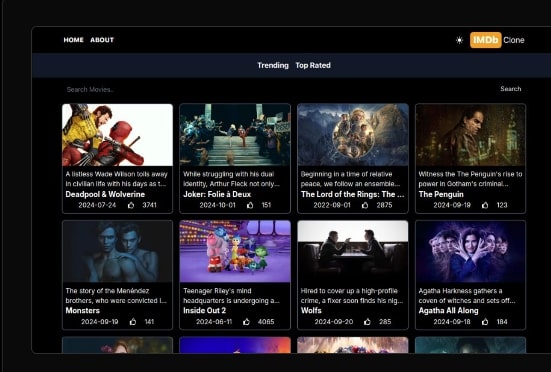 HOME ABOUT
IMDb Clone
Trending Top Rated
Search Movies..
Search
A listless Wade Wilson toils away
in civilian life with his days as t...
Deadpool & Wolverine
2024-07-24 3741
While struggling with his dual
identity, Arthur Fleck not only...
Joker: Folie à Deux
2024-10-01 151
Beginning in a time of relative
peace, we follow an ensemble...
The Lord of the Rings: The ...
2022-09-01 2875
Witness the The Penguin's rise to
power in Gotham's criminal...
The Penguin
2024-09-19 123
The story of the Menéndez
brothers, who were convicted i...
Monsters
2024-09-19 141
Teenager Riley's mind
headquarters is undergoing a...
Inside Out 2
2024-06-11 4065
Hired to cover up a high-profile
crime, a fixer soon finds his nig...
Wolfs
2024-09-20 285
Agatha Harkness gathers a
coven of witches and sets off...
Agatha All Along
2024-09-18 184